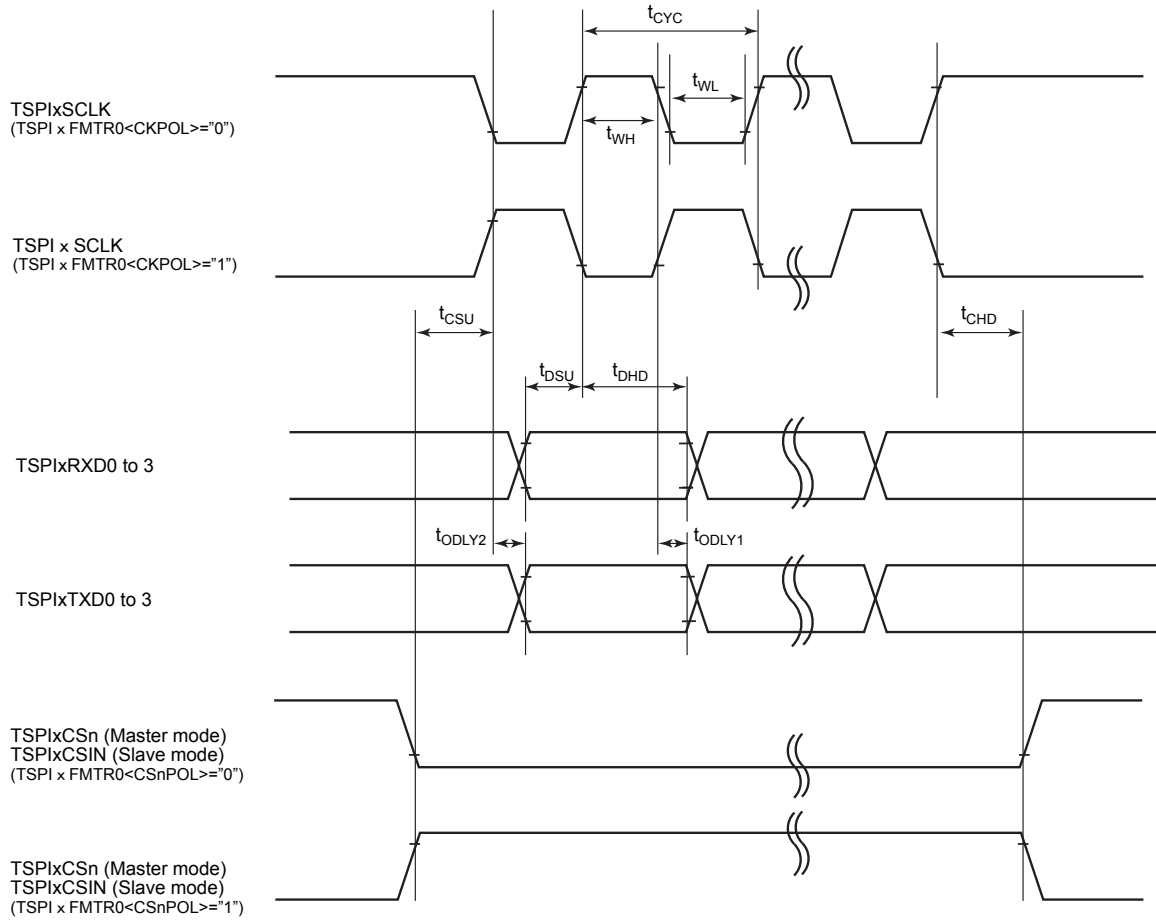 tCYC
TSPIxSCLK
(TSPI x FMTR0<CKPOL>="0")
tWL
tWH
TSPI x SCLK
(TSPI x FMTR0<CKPOL>="1")
tCSU
tCHD
tDSU
tDHD
TSPIxRXD0 to 3
tODLY2
tODLY1
TSPIxTXD0 to 3
TSPIxCSn (Master mode)
TSPIxCSIN (Slave mode)
(TSPI x FMTR0<CSnPOL>="0")
TSPIxCSn (Master mode)
TSPIxCSIN (Slave mode)
(TSPI x FMTR0<CSnPOL>="1")